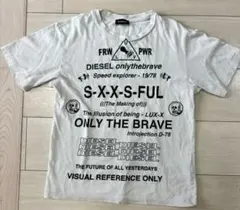 FRW PWR
DIESEL onlythebrave
Speed explorer - 19/78
S-X-X-S-FUL
(((The Making of)))
The Illusion of being - LUX-X
ONLY THE BRAVE
Introjection D-78
THE FUTURE OF ALL YESTERDAYS
VISUAL REFERENCE ONLY